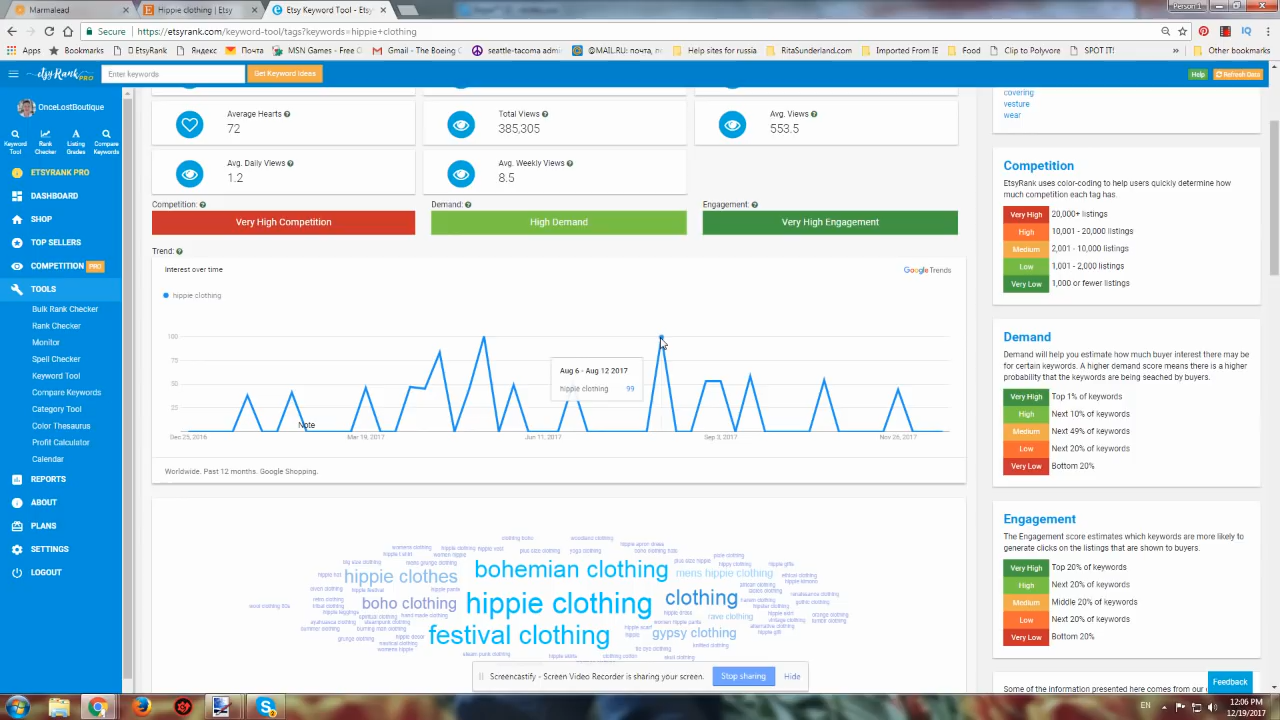 Marmalead
Hippie clothing | Etsy
Etsy Keyword Tool - Etsy
Person 1
Secure
https://etsyrank.com/keyword-tool/tags?keywords=hippie+clothing
Apps
Bookmarks
EtsyRank
Яндекс
MSN Games - Free O
Gmail - The Boeing C
seattle-tacoma admin
@MAIL.RU: почта, п
Help sites for russia
RitaSunderland.com
Imported From IE
Food
Clip to Polyvore
SPOT IT!
Other bookmarks
etsyRank PRO
Enter keywords
Get Keyword Ideas
Help
Refresh Data
OnceLostBoutique
Keyword Tool
Rank Checker
Listing Grades
Compare Keywords
ETSYRANK PRO
DASHBOARD
SHOP
TOP SELLERS
COMPETITION PRO
TOOLS
Bulk Rank Checker
Rank Checker
Monitor
Spell Checker
Keyword Tool
Compare Keywords
Category Tool
Color Thesaurus
Profit Calculator
Calendar
REPORTS
ABOUT
PLANS
SETTINGS
LOGOUT
Average Hearts
72
Total Views
385,305
Avg. Views
553.5
Avg. Daily Views
1.2
Avg. Weekly Views
8.5
Competition:
Very High Competition
Demand:
High Demand
Engagement:
Very High Engagement
Trend:
Interest over time
Google Trends
hippie clothing
100
75
50
25
Aug 6 - Aug 12 2017
hippie clothing 99
Note
Dec 25, 2016
Mar 19, 2017
Jun 11, 2017
Sep 3, 2017
Nov 26, 2017
Worldwide. Past 12 months. Google Shopping.
bohemian clothing
hippie clothes
mens hippie clothing
boho clothing
hippie clothing
clothing
rave clothing
festival clothing
gypsy clothing
Screencastify - Screen Video Recorder is sharing your screen.
Stop sharing
Hide
covering
vesture
wear
Competition
EtsyRank uses color-coding to help users quickly determine how
much competition each tag has.
Very High 20,000+ listings
High 10,001 - 20,000 listings
Medium 2,001 - 10,000 listings
Low 1,001 - 2,000 listings
Very Low 1,000 or fewer listings
Demand
Demand will help you estimate how much buyer interest there may be
for certain keywords. A higher demand score means there is a higher
probability that the keywords are being seached by buyers.
Very High Top 1% of keywords
High Next 10% of keywords
Medium Next 49% of keywords
Low Next 20% of keywords
Very Low Bottom 20%
Engagement
The Engagement estimates which keywords are more likely to
generate clicks on the listings that are shown to buyers.
Very High Top 20% of keywords
High Next 20% of keywords
Medium Middle 20% of keywords
Low Next 20% of keywords
Very Low Bottom 20%
Some of the information presented here comes from our
Feedback
EN
12:06 PM
12/19/2017